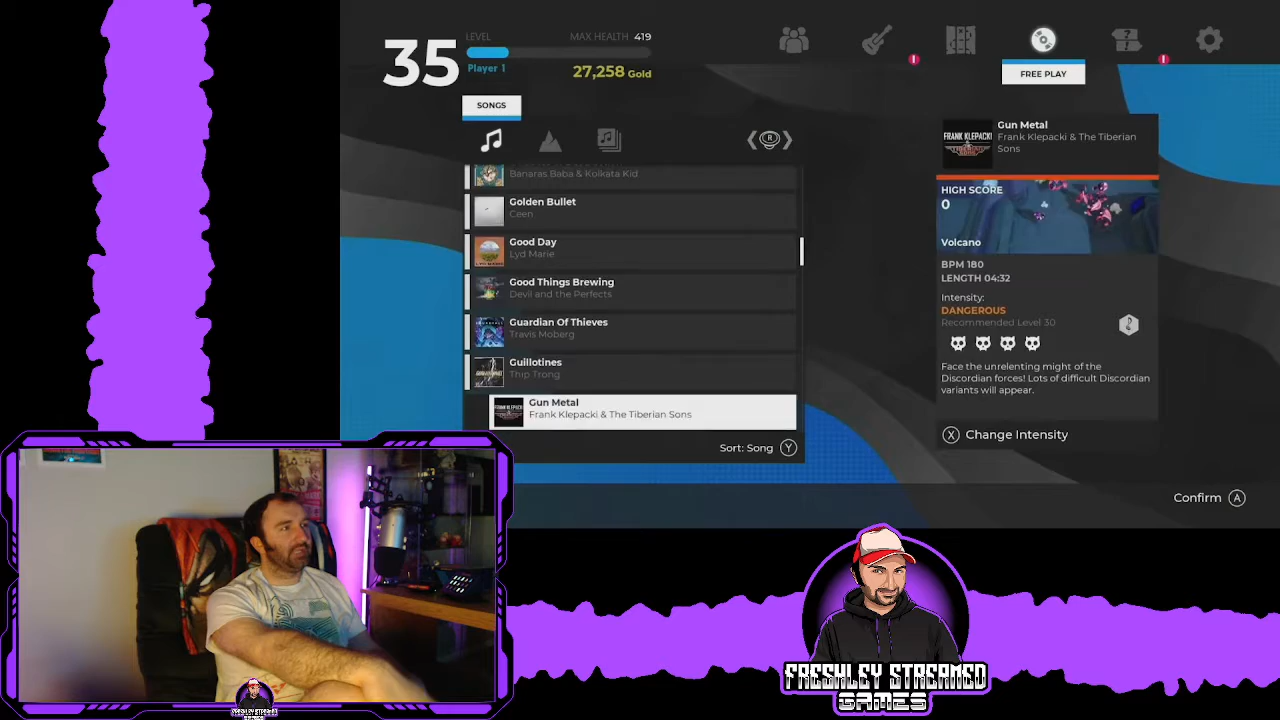 35
LEVEL
MAX HEALTH 419
Player 1
27,258 Gold
FREE PLAY
SONGS
R
Banaras Baba & Kolkata Kid
Golden Bullet
Ceen
Good Day
Lyd Marie
Good Things Brewing
Devil and the Perfects
Guardian Of Thieves
Travis Moberg
Guillotines
Thip Trong
Gun Metal
Frank Klepacki & The Tiberian Sons
Sort: Song Y
FRANK KLEPACKI
Gun Metal
Frank Klepacki & The Tiberian
Sons
HIGH SCORE
0
Volcano
BPM 180
LENGTH 04:32
Intensity:
DANGEROUS
Recommended Level 30
Face the unrelenting might of the
Discordian forces! Lots of difficult Discordian
variants will appear.
X Change Intensity
Confirm A
FRESHLEY STREAMED
GAMES